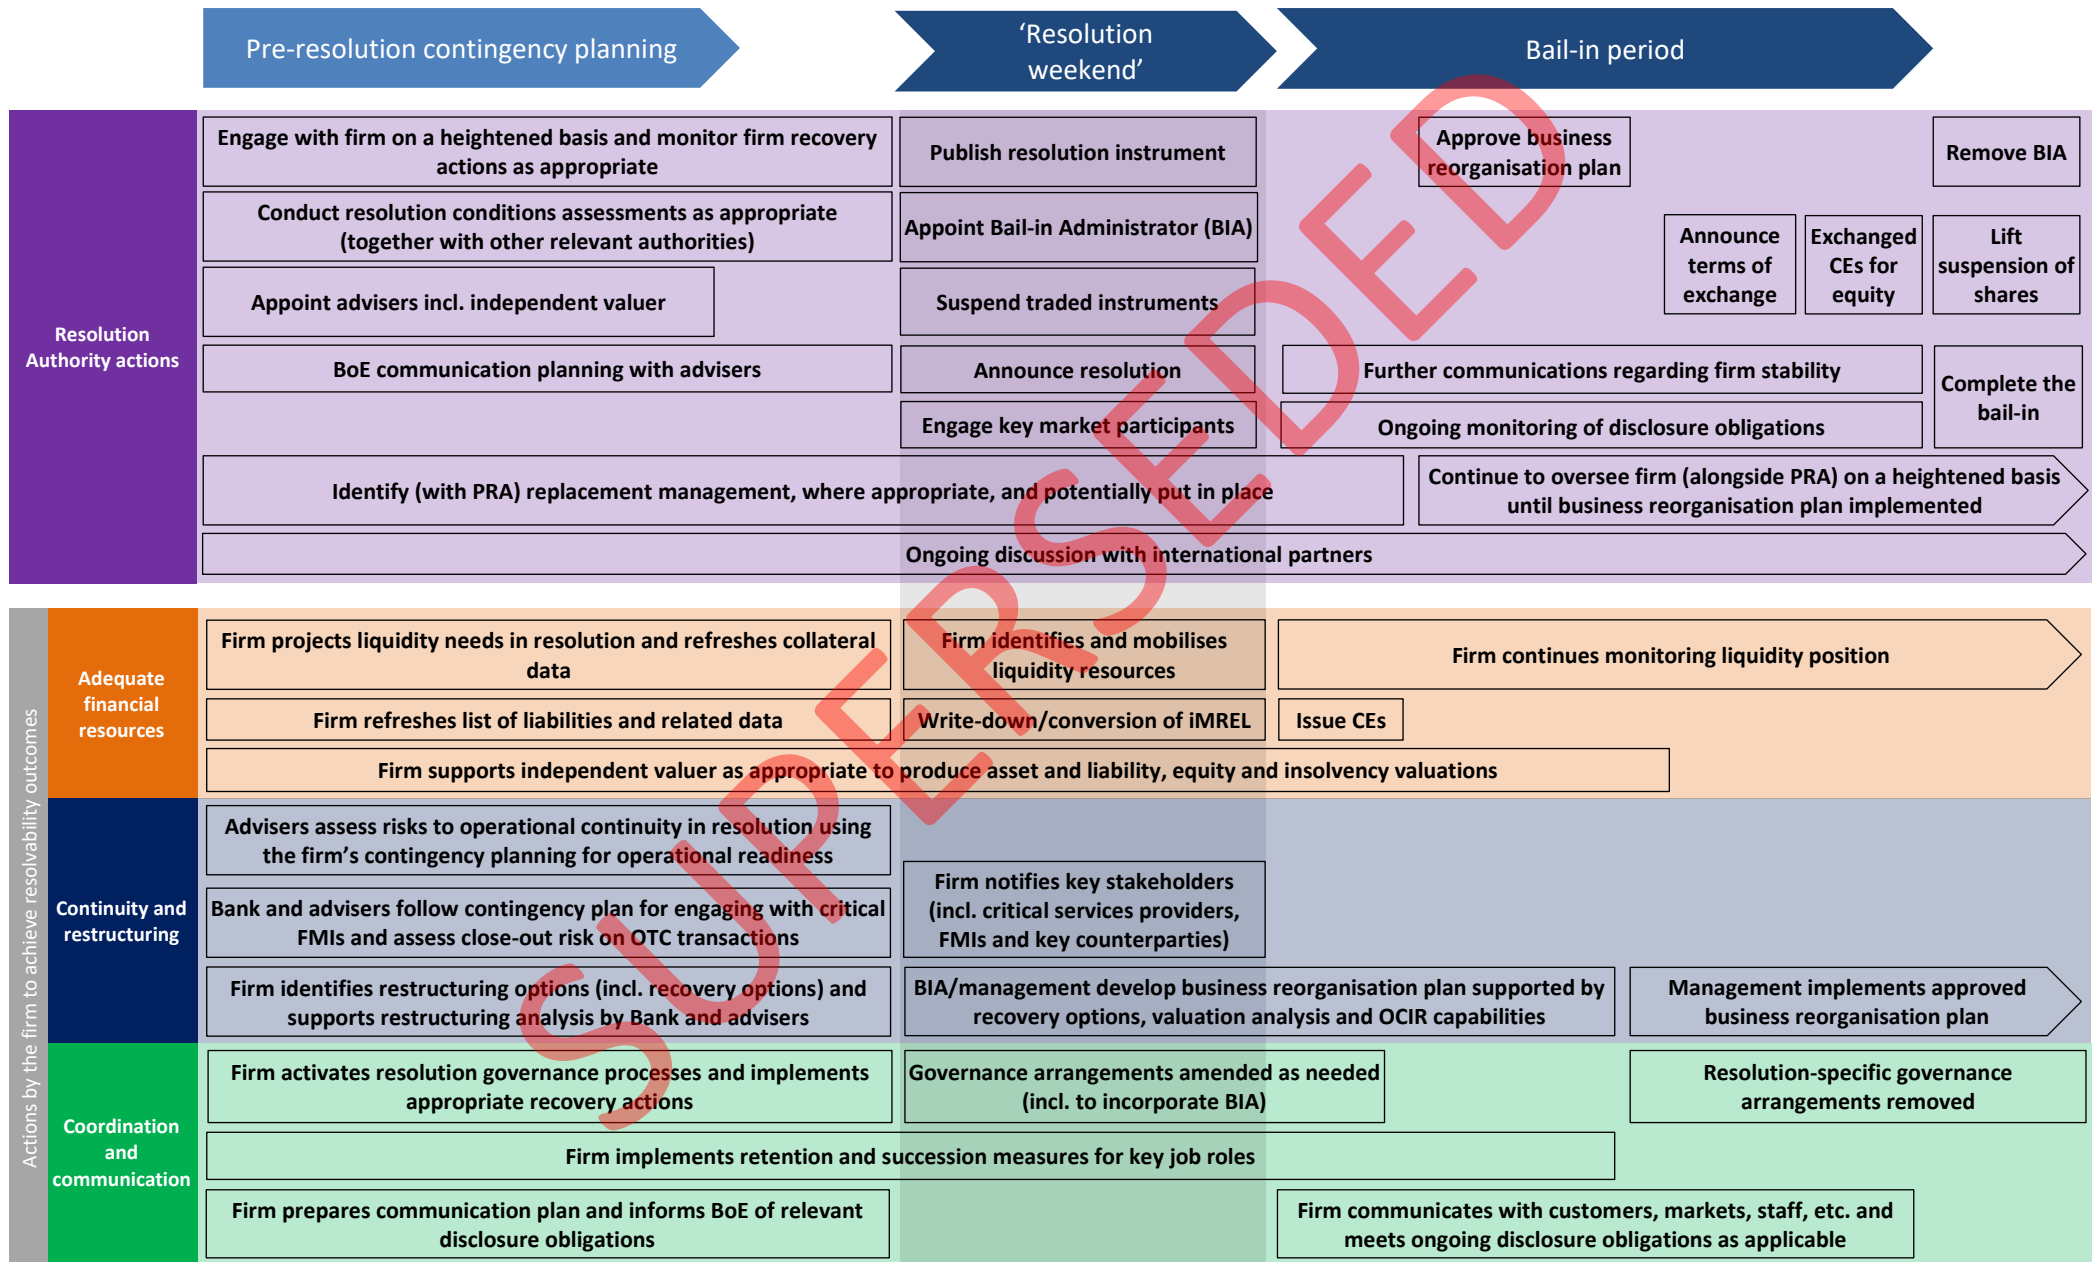 Pre-resolution contingency planning
‘Resolution
weekend’
Bail-in period
Resolution
Authority actions
Engage with firm on a heightened basis and monitor firm recovery
actions as appropriate
Publish resolution instrument
Approve business
reorganisation plan
Remove BIA
Conduct resolution conditions assessments as appropriate
(together with other relevant authorities)
Appoint Bail-in Administrator (BIA)
Announce
terms of
exchange
Exchanged
CEs for
equity
Lift
suspension of
shares
Appoint advisers incl. independent valuer
Suspend traded instruments
BoE communication planning with advisers
Announce resolution
Further communications regarding firm stability
Complete the
bail-in
Engage key market participants
Ongoing monitoring of disclosure obligations
Identify (with PRA) replacement management, where appropriate, and potentially put in place
Continue to oversee firm (alongside PRA) on a heightened basis
until business reorganisation plan implemented
Ongoing discussion with international partners
Actions by the firm to achieve resolvability outcomes
Adequate
financial
resources
Firm projects liquidity needs in resolution and refreshes collateral
data
Firm identifies and mobilises
liquidity resources
Firm continues monitoring liquidity position
Firm refreshes list of liabilities and related data
Write-down/conversion of iMREL
Issue CEs
Firm supports independent valuer as appropriate to produce asset and liability, equity and insolvency valuations
Continuity and
restructuring
Advisers assess risks to operational continuity in resolution using
the firm’s contingency planning for operational readiness
Bank and advisers follow contingency plan for engaging with critical
FMIs and assess close-out risk on OTC transactions
Firm notifies key stakeholders
(incl. critical services providers,
FMIs and key counterparties)
Firm identifies restructuring options (incl. recovery options) and
supports restructuring analysis by Bank and advisers
BIA/management develop business reorganisation plan supported by
recovery options, valuation analysis and OCIR capabilities
Management implements approved
business reorganisation plan
Coordination
and
communication
Firm activates resolution governance processes and implements
appropriate recovery actions
Governance arrangements amended as needed
(incl. to incorporate BIA)
Resolution-specific governance
arrangements removed
Firm implements retention and succession measures for key job roles
Firm prepares communication plan and informs BoE of relevant
disclosure obligations
Firm communicates with customers, markets, staff, etc. and
meets ongoing disclosure obligations as applicable
SUPERSEDED